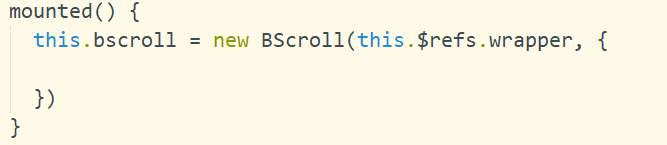 mounted() {
  this.bscroll = new BScroll(this.$refs.wrapper, {
  })
}